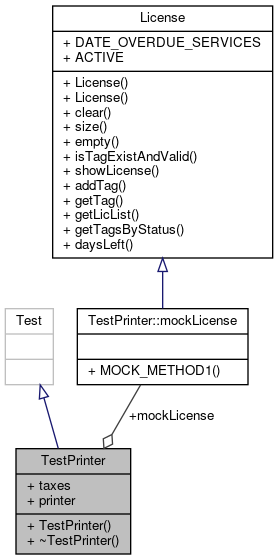 License
+ DATE_OVERDUE_SERVICES
+ ACTIVE
+ License()
+ License()
+ clear()
+ size()
+ empty()
+ isTagExistAndValid()
+ showLicense()
+ addTag()
+ getTag()
+ getLicList()
+ getTagsByStatus()
+ daysLeft()
Test
TestPrinter::mockLicense
+ MOCK_METHOD1()
+mockLicense
TestPrinter
+ taxes
+ printer
+ TestPrinter()
+ ~TestPrinter()